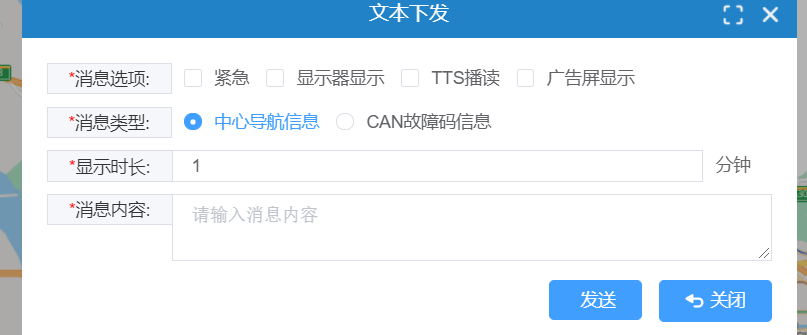 文本下发
*消息选项: 紧急 显示器显示 TTS播读 广告屏显示
*消息类型: 中心导航信息 CAN故障码信息
*显示时长: 1 分钟
*消息内容: 请输入消息内容
发送 关闭